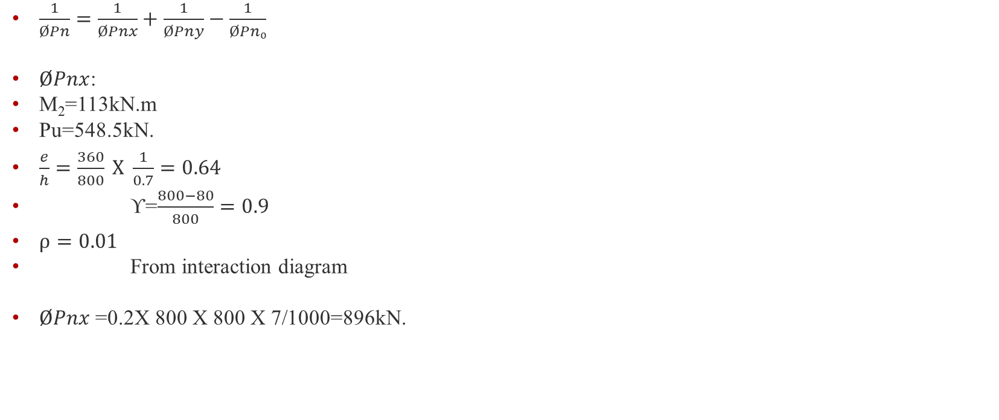 • 1/ØPn = 1/ØPnx + 1/ØPny − 1/ØPn₀
• ØPnx:
• M₂=113kN.m
• Pu=548.5kN.
• e/h = 360/800 X 1/0.7 = 0.64
• ϒ=800−80/800 = 0.9
• ρ = 0.01
• From interaction diagram
• ØPnx =0.2X 800 X 800 X 7/1000=896kN.